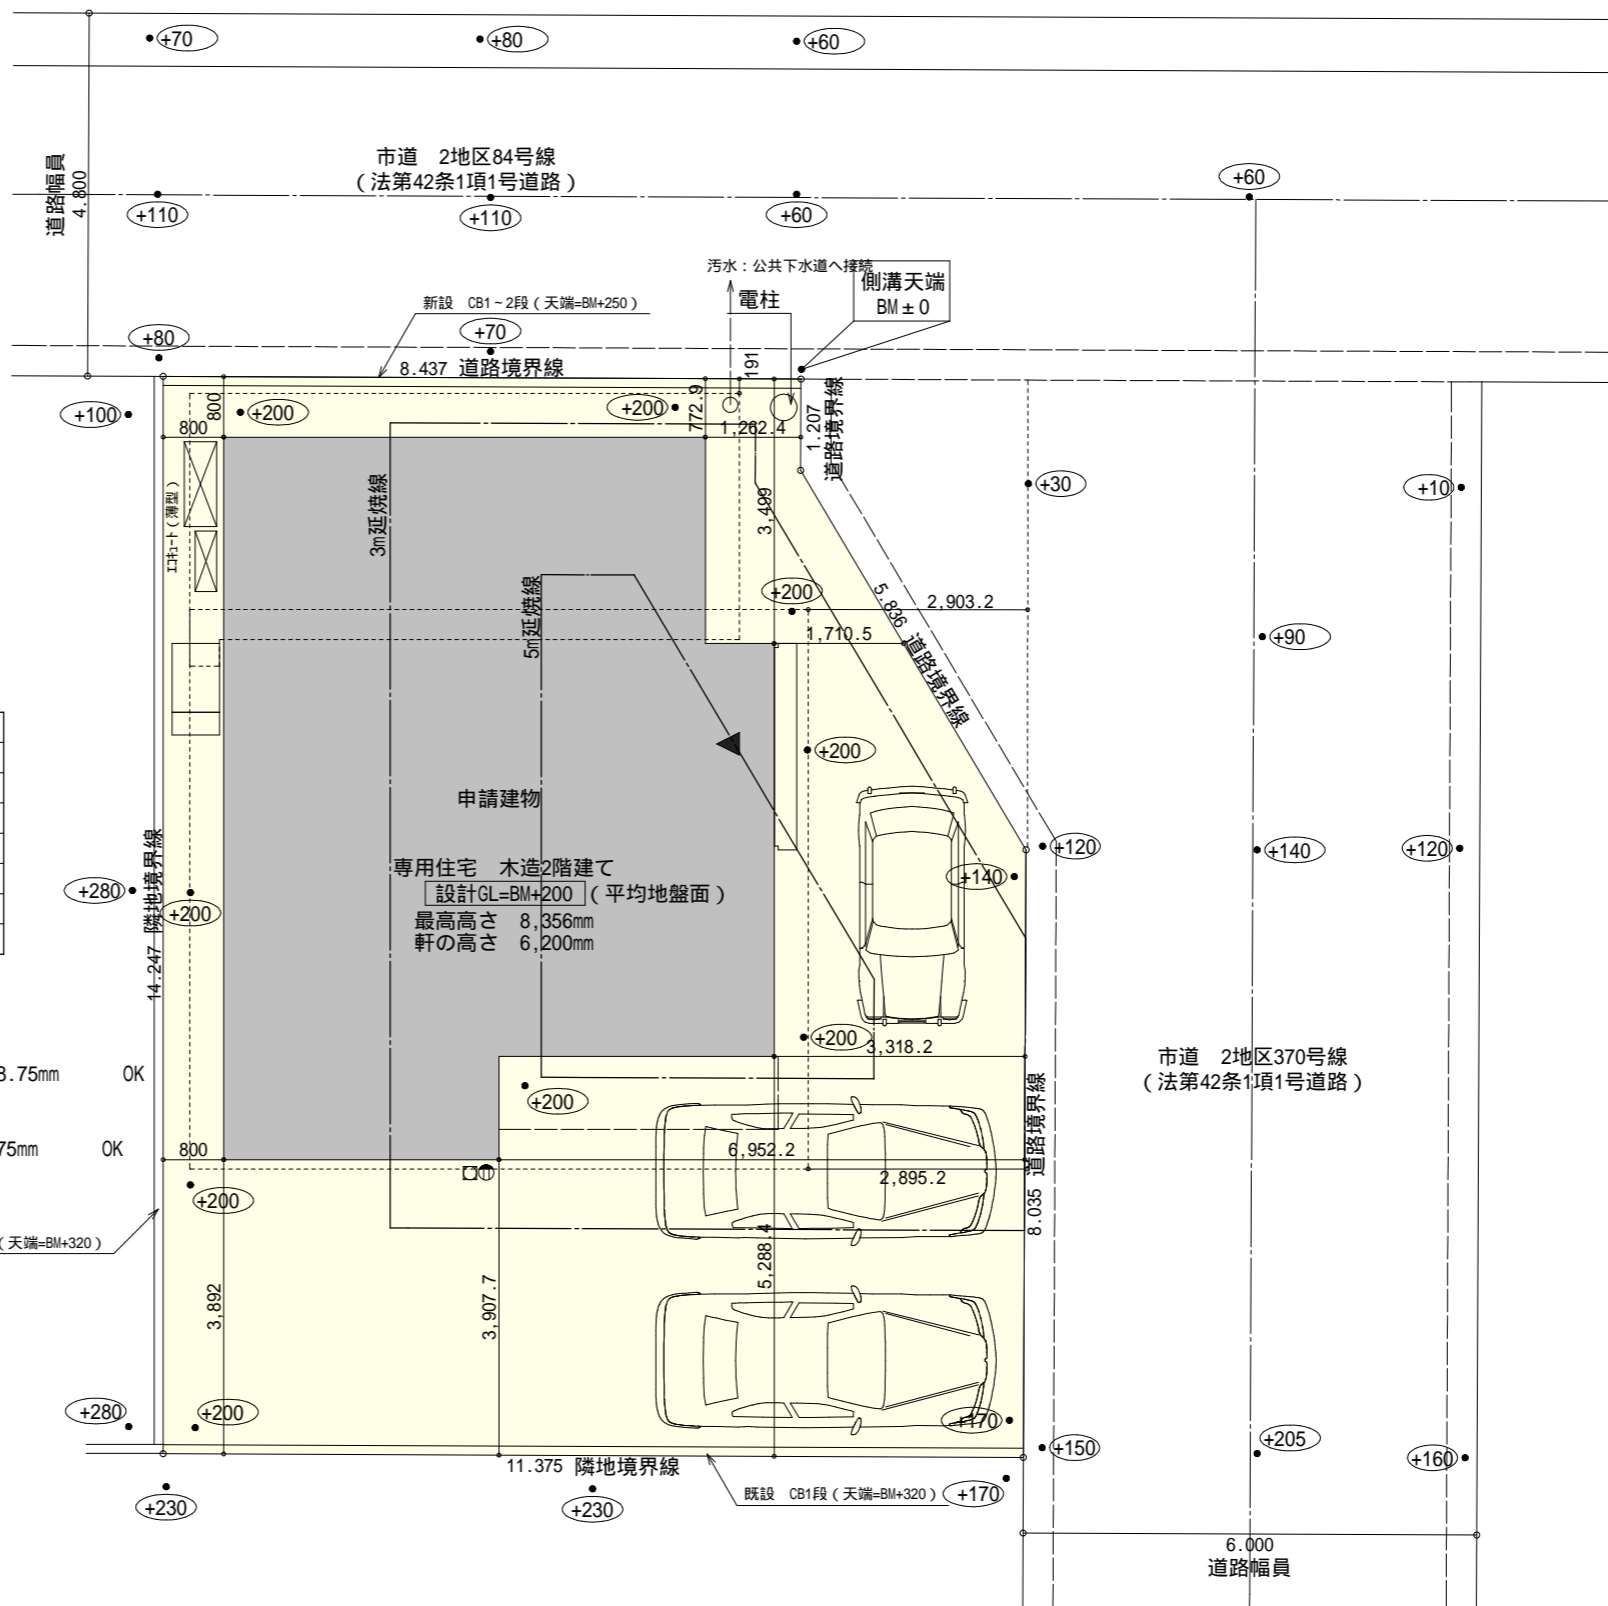 +70
+80
+60
道路幅員
4.800
市道　2地区84号線
(法第42条1項1号道路)
+110
+110
+60
+60
汚水：公共下水道へ接続
電柱
側溝天端
BM±0
新設　CB1～2段(天端=BM+250)
+80
+70
8.437 道路境界線
191
+100
800
+200
+200
772.9
1,262.4
800
1.207
道路境界線
3m延焼線
3,499
エコキュート(薄型)
+30
+10
5m延焼線
+200
5.836 道路境界線
2,903.2
1,710.5
+90
+200
申請建物
専用住宅　木造2階建て
設計GL=BM+200 (平均地盤面)
最高高さ　8,356mm
軒の高さ　6,200mm
14.247 隣地境界線
+280
+200
+140
+120
+140
+120
+200
3,318.2
市道　2地区370号線
(法第42条1項1号道路)
8.75mm　OK
75mm　OK
+200
800
6,952.2
2,895.2
8.035 道路境界線
+200
(天端=BM+320)
3,892
3,907.7
5,288.4
+280
+200
+170
+150
+205
+160
11.375 隣地境界線
+230
+230
既設　CB1段(天端=BM+320)
+170
6.000
道路幅員